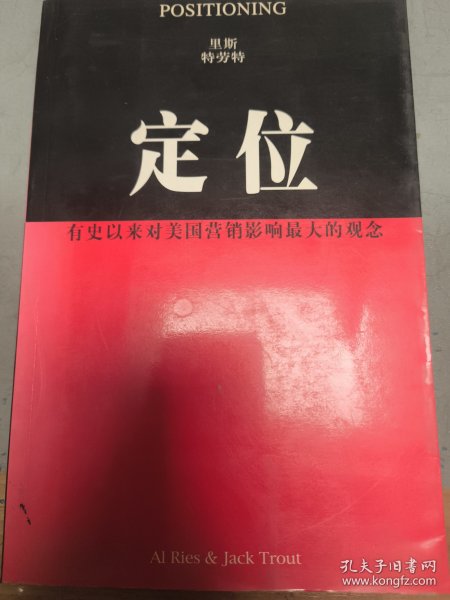 POSITIONING
里斯
特劳特
定位
有史以来对美国营销影响最大的观念
Al Ries & Jack Trout
孔夫子旧书网
www.kongfz.com